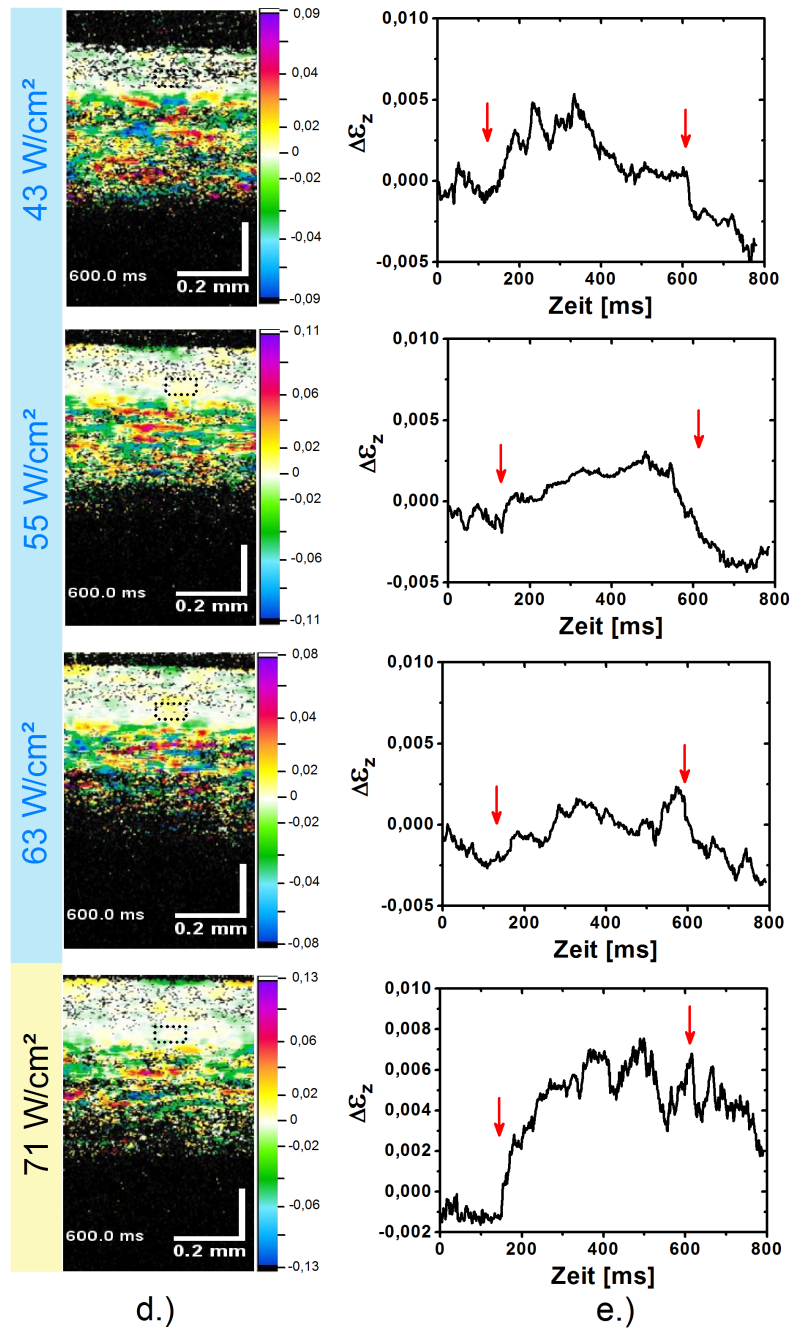 43 W/cm²
0,09
0,04
0,02
0
-0,02
-0,04
-0,09
600.0 ms
0.2 mm
0,010
0,005
0,000
-0,005
Δεz
0 200 400 600 800
Zeit [ms]
55 W/cm²
0,11
0,06
0,02
0
-0,02
-0,06
-0,11
600.0 ms
0.2 mm
0,010
0,005
0,000
-0,005
Δεz
0 200 400 600 800
Zeit [ms]
63 W/cm²
0,08
0,04
0,02
0
-0,02
-0,04
-0,08
600.0 ms
0.2 mm
0,010
0,005
0,000
-0,005
Δεz
0 200 400 600 800
Zeit [ms]
71 W/cm²
0,13
0,06
0,02
0
-0,02
-0,06
-0,13
600.0 ms
0.2 mm
0,010
0,008
0,006
0,004
0,002
0,000
-0,002
Δεz
0 200 400 600 800
Zeit [ms]
d.) e.)